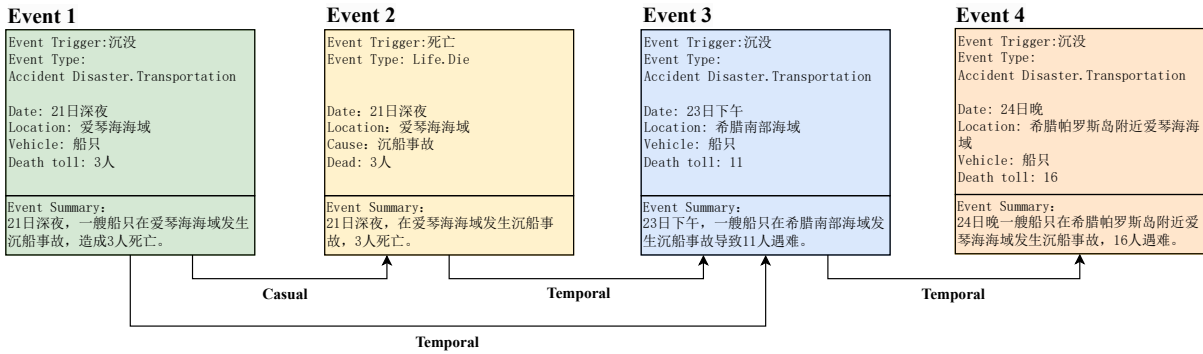 Event 1
Event Trigger:沉没
Event Type:
Accident Disaster.Transportation
Date: 21日深夜
Location: 爱琴海海域
Vehicle: 船只
Death toll: 3人
Event Summary:
21日深夜，一艘船只在爱琴海海域发生
沉船事故，造成3人死亡。
Event 2
Event Trigger:死亡
Event Type: Life.Die
Date：21日深夜
Location：爱琴海海域
Cause：沉船事故
Dead: 3人
Event Summary：
21日深夜，在爱琴海海域发生沉船事
故，3人死亡。
Event 3
Event Trigger:沉没
Event Type:
Accident Disaster.Transportation
Date: 23日下午
Location: 希腊南部海域
Vehicle: 船只
Death toll: 11
Event Summary：
23日下午，一艘船只在希腊南部海域发
生沉船事故导致11人遇难。
Event 4
Event Trigger:沉没
Event Type:
Accident Disaster.Transportation
Date: 24日晚
Location: 希腊帕罗斯岛附近爱琴海海
域
Vehicle: 船只
Death toll: 16
Event Summary：
24日晚一艘船只在希腊帕罗斯岛附近爱
琴海海域发生沉船事故，16人遇难。
Casual
Temporal
Temporal
Temporal